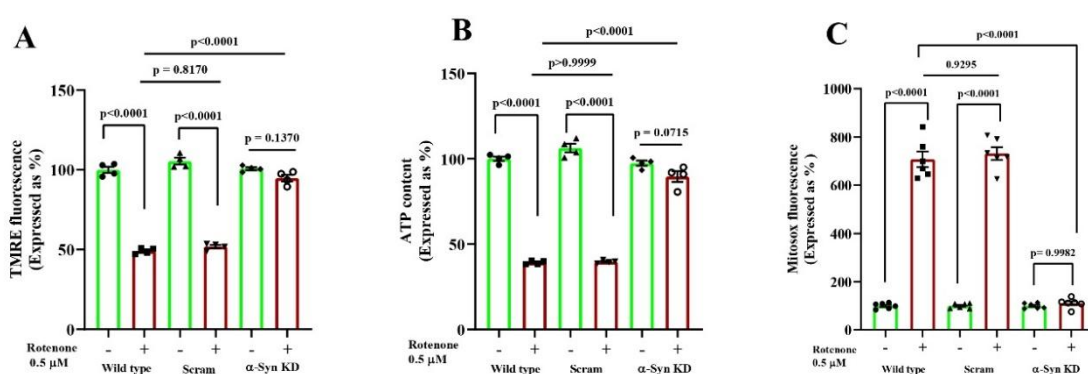 A
p<0.0001
p = 0.8170
p<0.0001
p<0.0001
p = 0.1370
TMRE fluorescence
(Expressed as %)
150
100
50
0
Rotenone
0.5 µM
- + - + - +
Wild type Scram α-Syn KD
B
p<0.0001
p>0.9999
p<0.0001
p<0.0001
p = 0.0715
ATP content
(Expressed as %)
150
100
50
0
Rotenone
0.5 µM
- + - + - +
Wild type Scram α-Syn KD
C
p<0.0001
0.9295
p<0.0001
p<0.0001
p= 0.9982
Mitosox fluorescence
(Expressed as %)
1000
800
600
400
200
0
Rotenone
0.5 µM
- + - + - +
Wild type Scram α-Syn KD